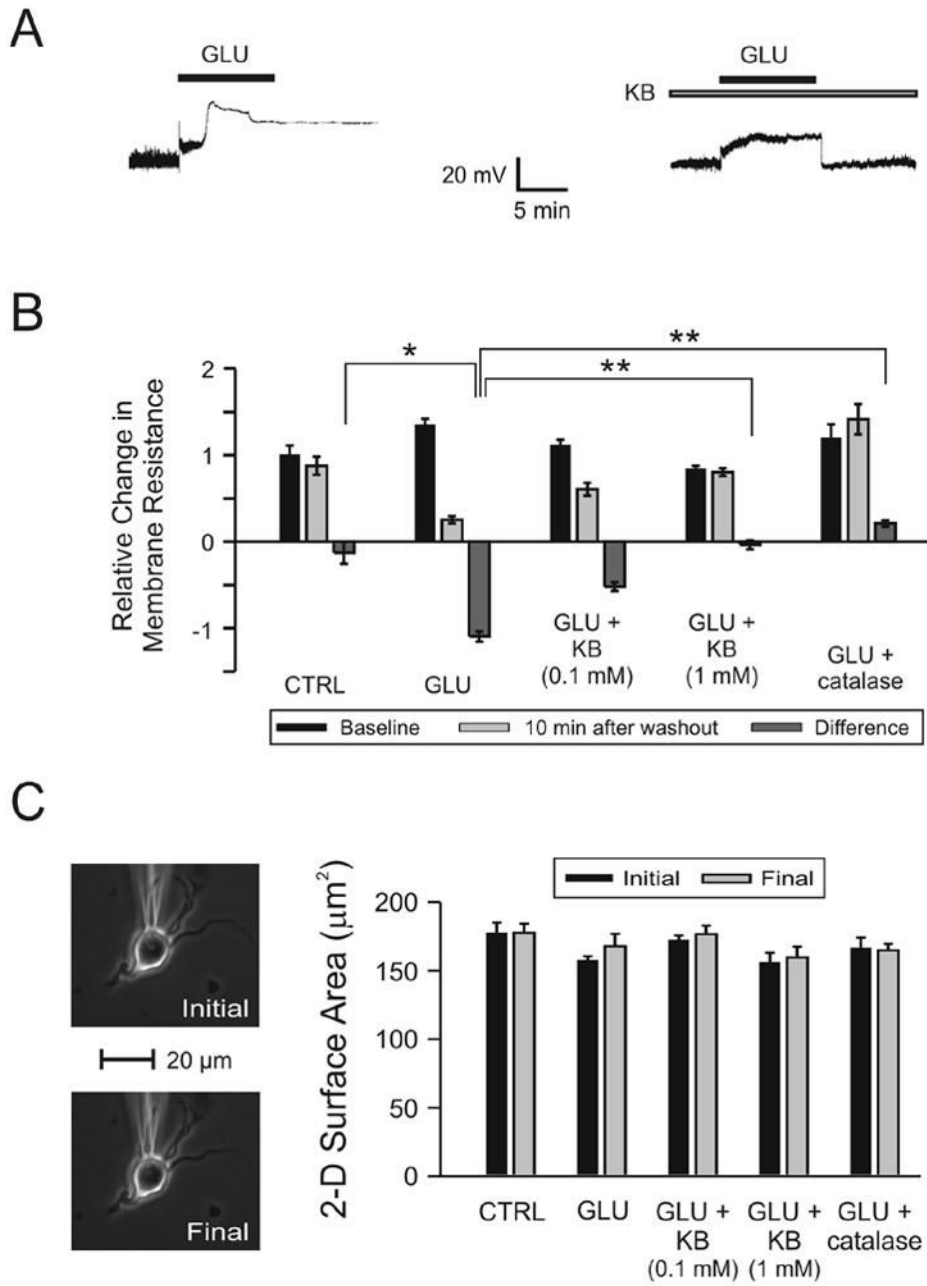 A
GLU
GLU
KB
20 mV
5 min
B
Relative Change in
Membrane Resistance
2
1
0
-1
*
**
**
CTRL
GLU
GLU +
KB
(0.1 mM)
GLU +
KB
(1 mM)
GLU +
catalase
Baseline
10 min after washout
Difference
C
Initial
20 µm
Final
2-D Surface Area (µm²)
Initial
Final
200
150
100
50
0
CTRL
GLU
GLU +
KB
(0.1 mM)
GLU +
KB
(1 mM)
GLU +
catalase